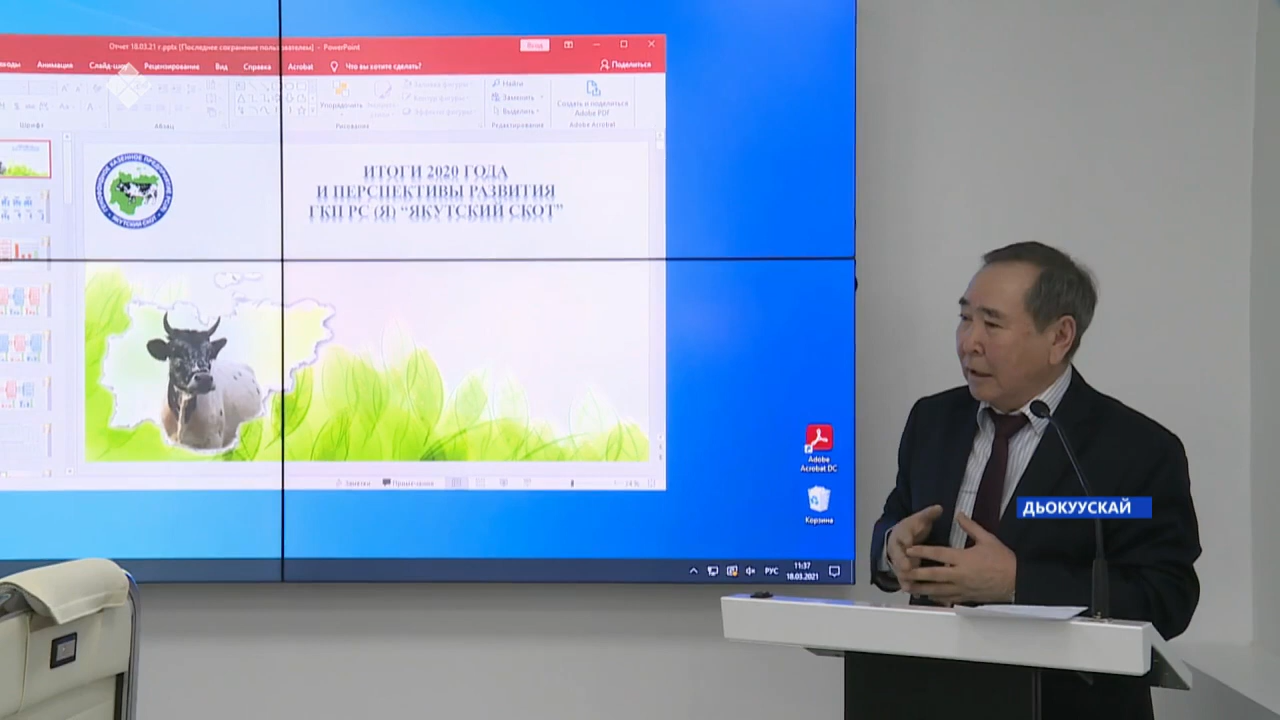 Отчет 18.03.21 г.pptx [Последнее сохранение пользователем] - PowerPoint
Вход
Анимация Слайд-шоу Рецензирование Вид Справка Acrobat Что вы хотите сделать? Поделиться
Найти
Заменить
Выделить
Упорядочить
Создать и поделиться
Adobe PDF
Шрифт Абзац Рисование Редактирование Adobe Acrobat
ИТОГИ 2020 ГОДА
И ПЕРСПЕКТИВЫ РАЗВИТИЯ
ГКП РС (Я) “ЯКУТСКИЙ СКОТ”
ЯКУТСКИЙ СКОТ
Заметки Примечания
Adobe
Acrobat DC
Корзина
РУС
11:37
18.03.2021
ДЬОКУУСКАЙ